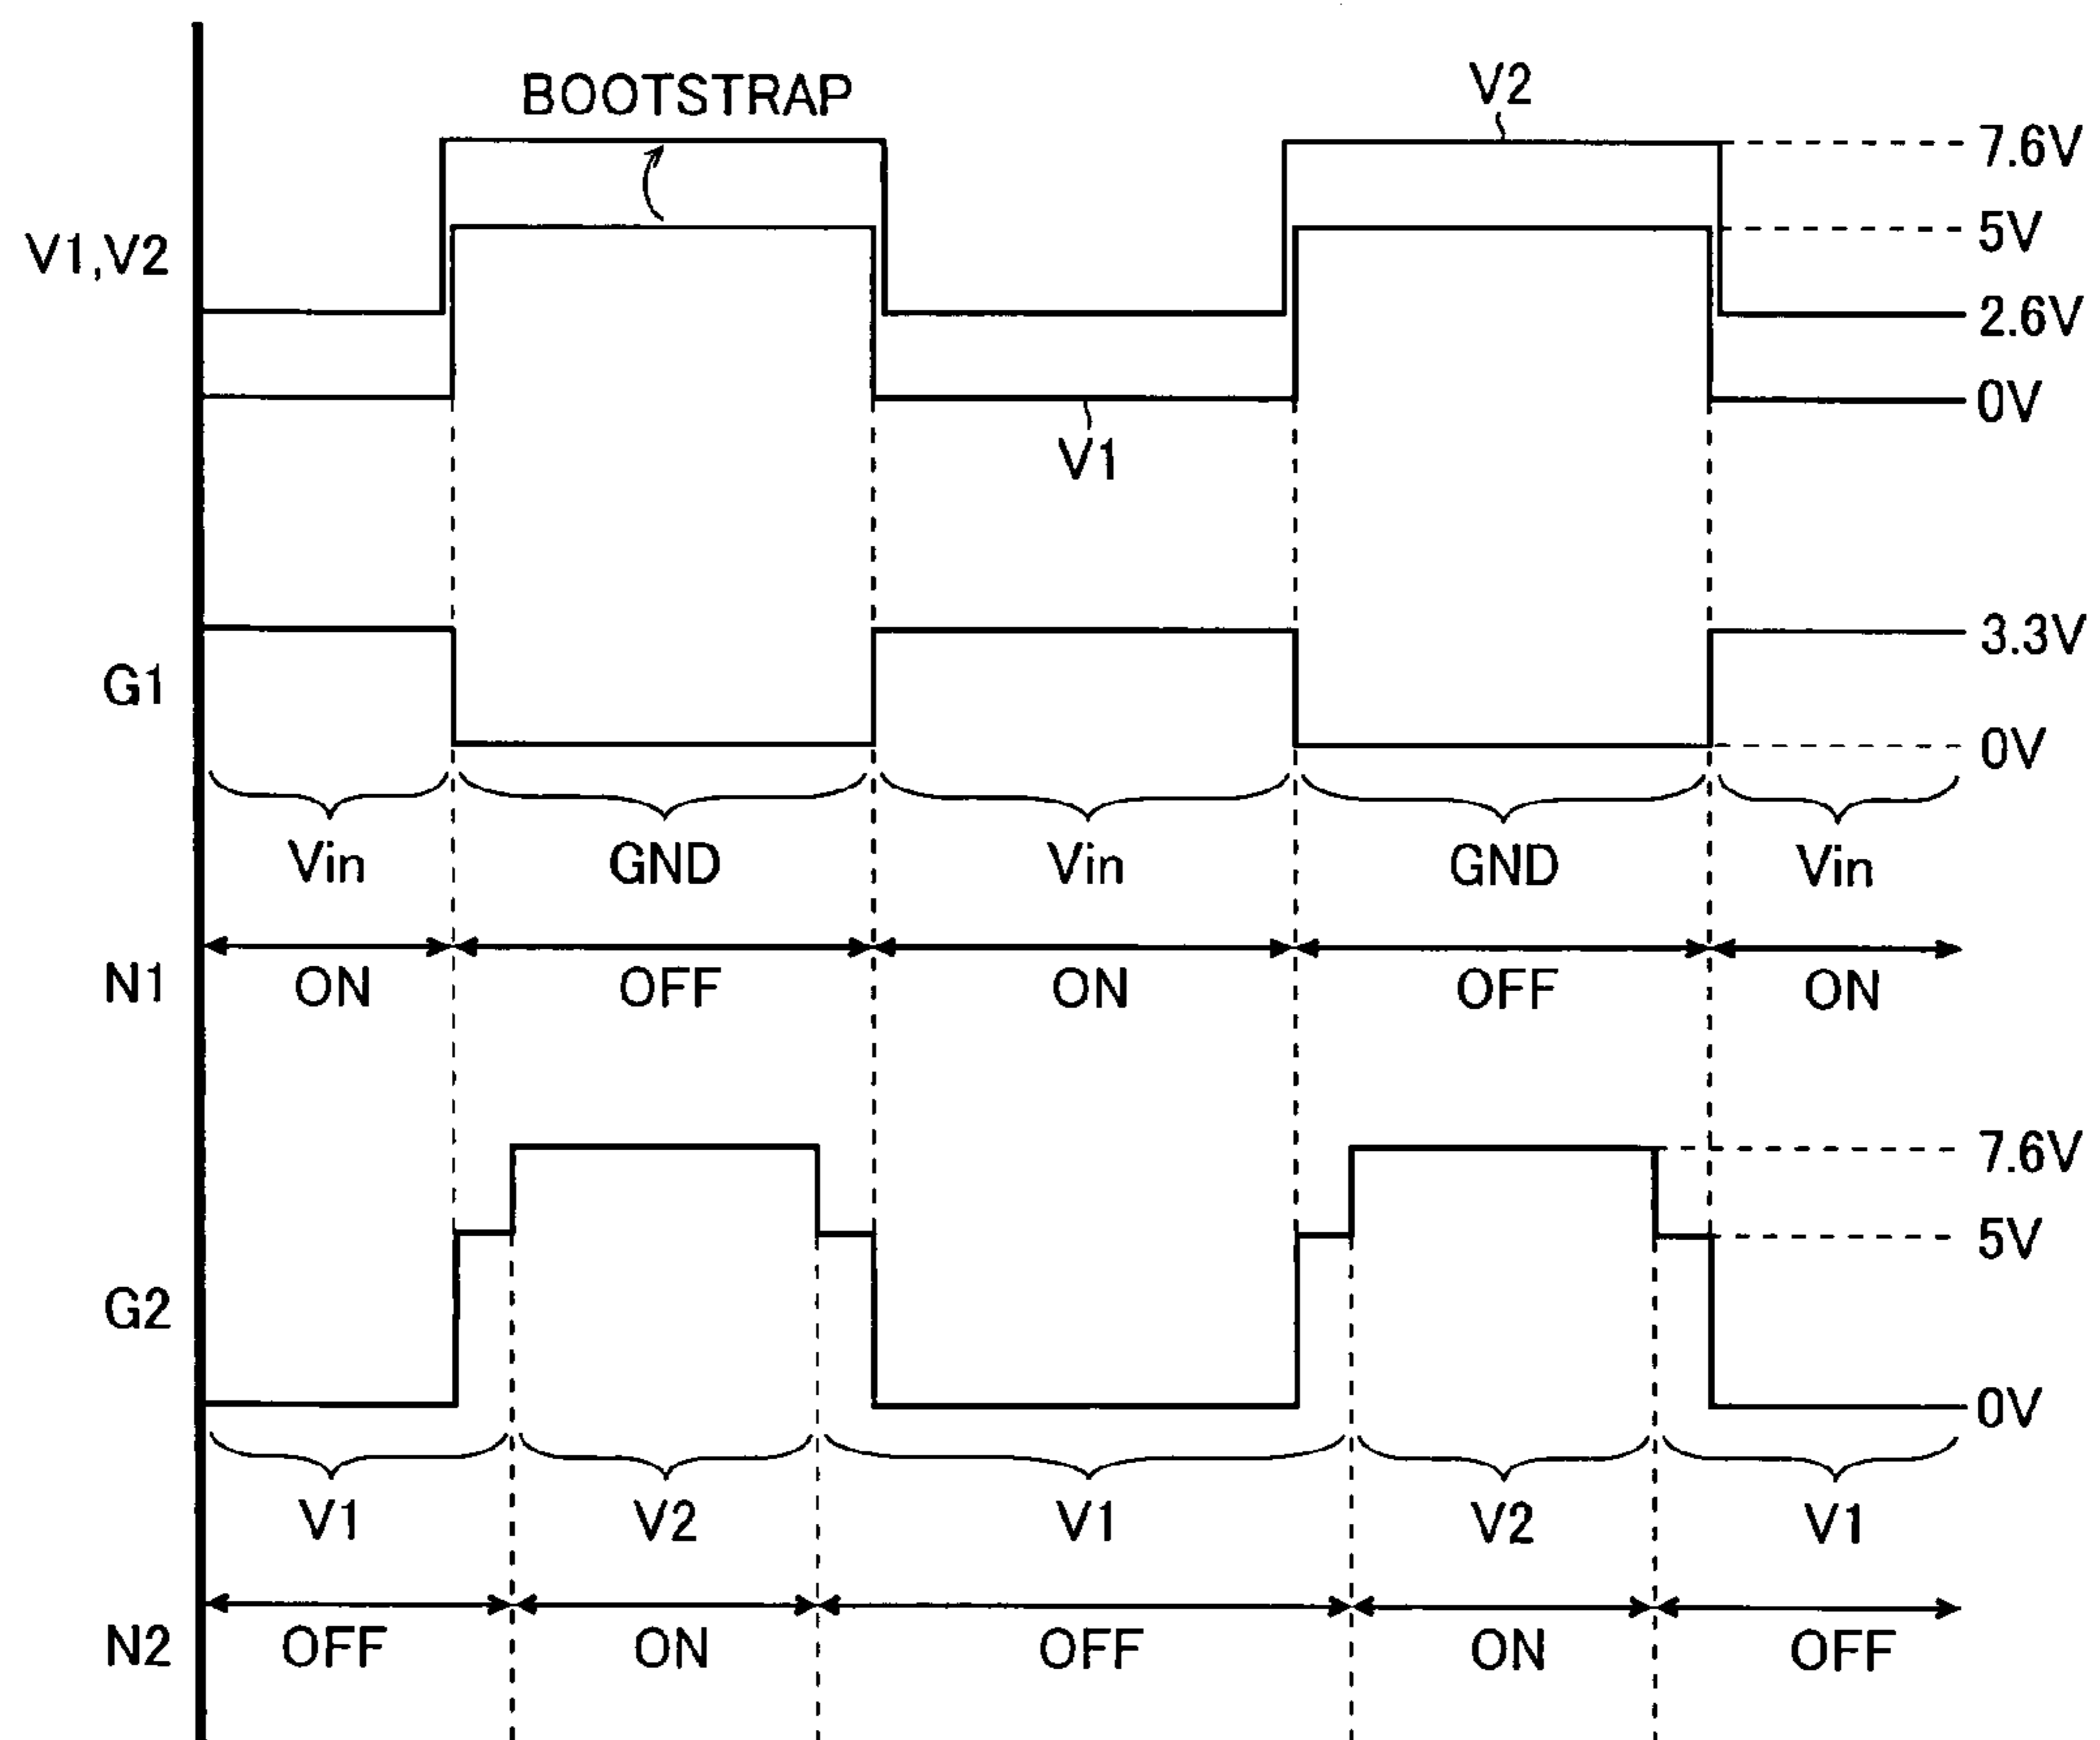 BOOTSTRAP
V2
7.6V
V1,V2
5V
2.6V
0V
V1
3.3V
G1
0V
Vin GND Vin GND Vin
N1 ON OFF ON OFF ON
7.6V
5V
G2
0V
V1 V2 V1 V2 V1
N2 OFF ON OFF ON OFF